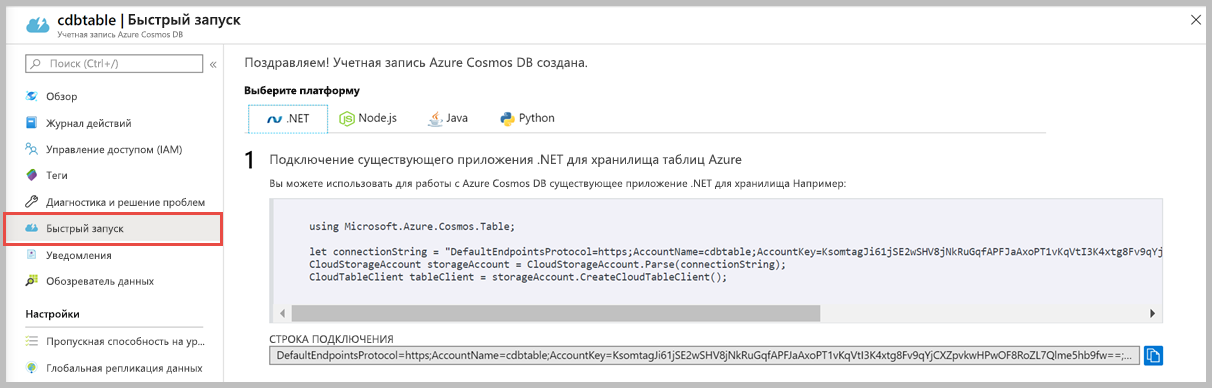 cdbtable | Быстрый запуск
Учетная запись Azure Cosmos DB
Поиск (Ctrl+/)
Обзор
Журнал действий
Управление доступом (IAM)
Теги
Диагностика и решение проблем
Быстрый запуск
Уведомления
Обозреватель данных
Настройки
Пропускная способность на ур...
Глобальная репликация данных
Поздравляем! Учетная запись Azure Cosmos DB создана.
Выберите платформу
.NET Node.js Java Python
1 Подключение существующего приложения .NET для хранилища таблиц Azure
Вы можете использовать для работы с Azure Cosmos DB существующее приложение .NET для хранилища Например:
using Microsoft.Azure.Cosmos.Table;
let connectionString = "DefaultEndpointsProtocol=https;AccountName=cdbtable;AccountKey=KsomtagJi61jSE2wSHV8jNkRuGqfAPFJaAxoPT1vKqVtI3K4xtg8Fv9qYj
CloudStorageAccount storageAccount = CloudStorageAccount.Parse(connectionString);
CloudTableClient tableClient = storageAccount.CreateCloudTableClient();
СТРОКА ПОДКЛЮЧЕНИЯ
DefaultEndpointsProtocol=https;AccountName=cdbtable;AccountKey=KsomtagJi61jSE2wSHV8jNkRuGqfAPFJaAxoPT1vKqVtI3K4xtg8Fv9qYjCXZpvkwHPwOF8RoZL7Qlme5hb9fw==;...